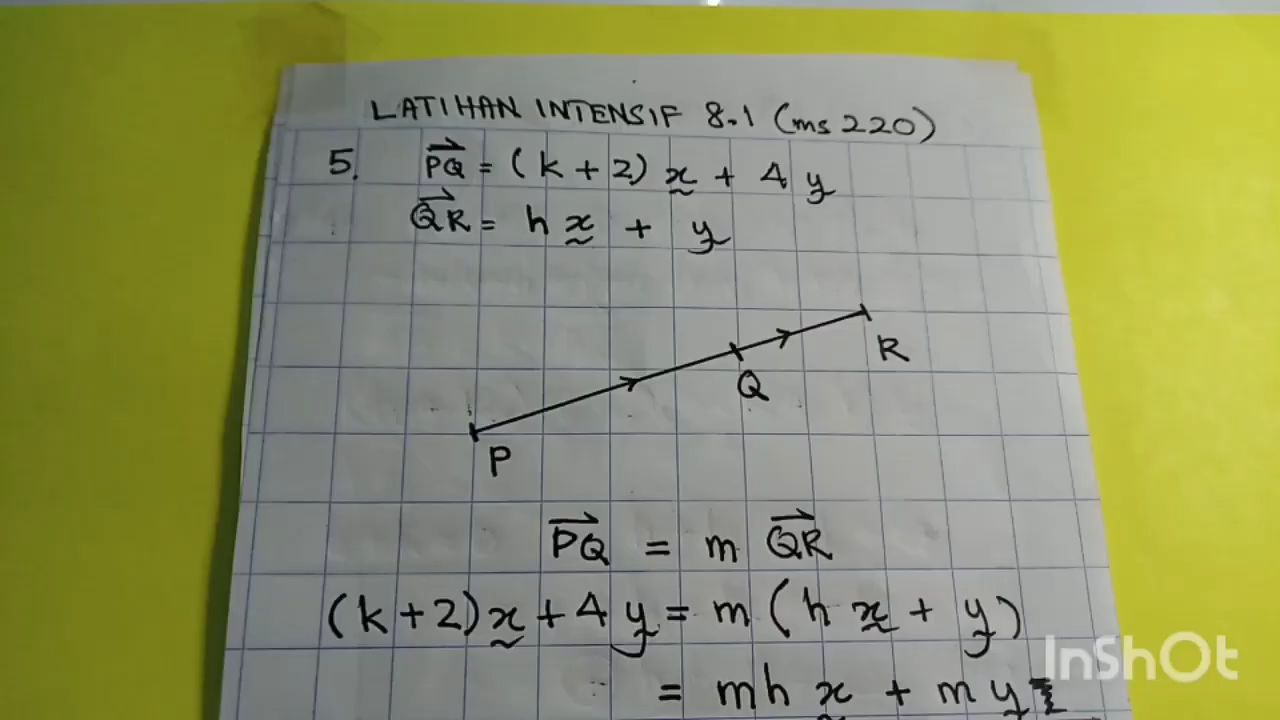 LATIHAN INTENSIF 8.1 (ms 220)
5. PQ⃗ = (k + 2) x̰ + 4 y̰
QR⃗ = h x̰ + y̰
R
Q
P
PQ⃗ = m QR⃗
(k + 2) x̰ + 4 y̰ = m (h x̰ + y̰)
= mh x̰ + m y̰
InShOt